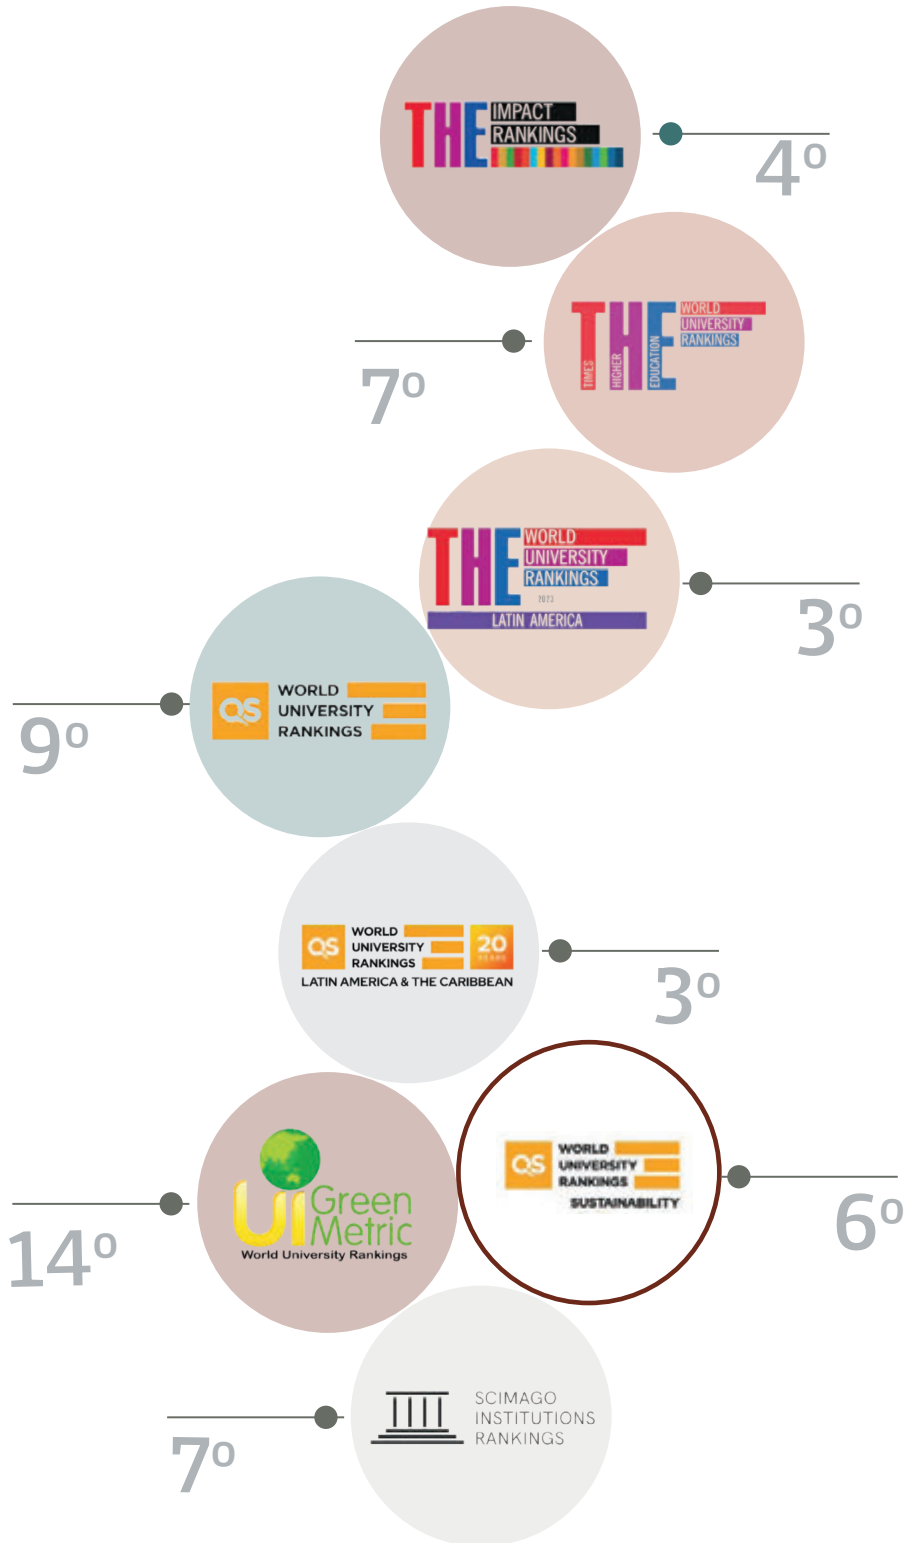 THE IMPACT
RANKINGS
4º
THE WORLD
UNIVERSITY
RANKINGS
TIMES
HIGHER
EDUCATION
7º
THE WORLD
UNIVERSITY
RANKINGS
2023
LATIN AMERICA
3º
QS WORLD
UNIVERSITY
RANKINGS
9º
QS WORLD
UNIVERSITY
RANKINGS
20
YEARS
LATIN AMERICA & THE CARIBBEAN
3º
QS WORLD
UNIVERSITY
RANKINGS
SUSTAINABILITY
6º
UI Green
Metric
World University Rankings
14º
SCIMAGO
INSTITUTIONS
RANKINGS
7º